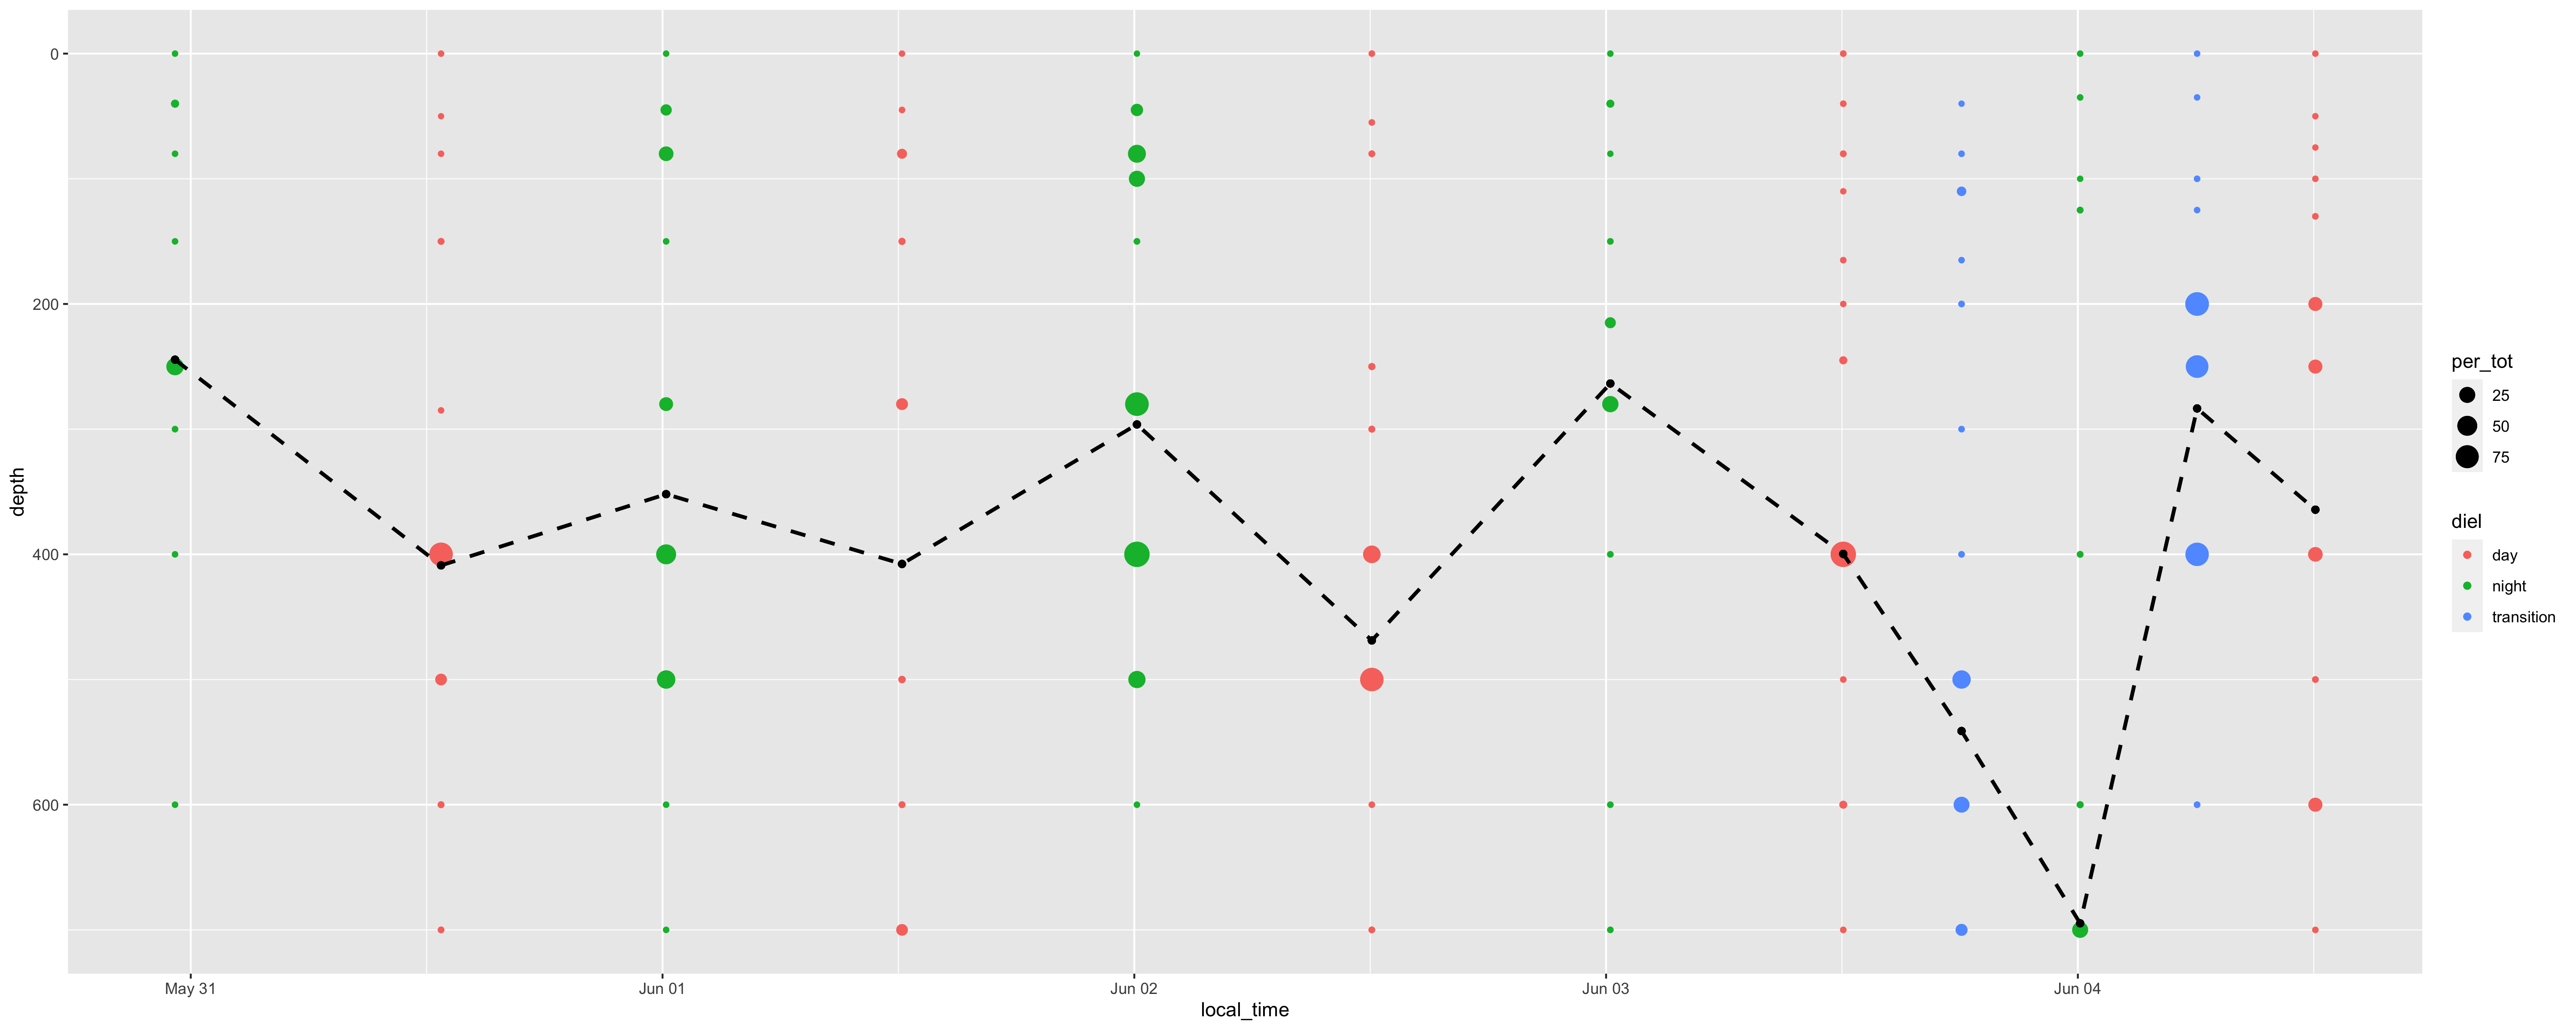 0
200
400
600
depth
May 31
Jun 01
Jun 02
Jun 03
Jun 04
local_time
per_tot
25
50
75
diel
day
night
transition